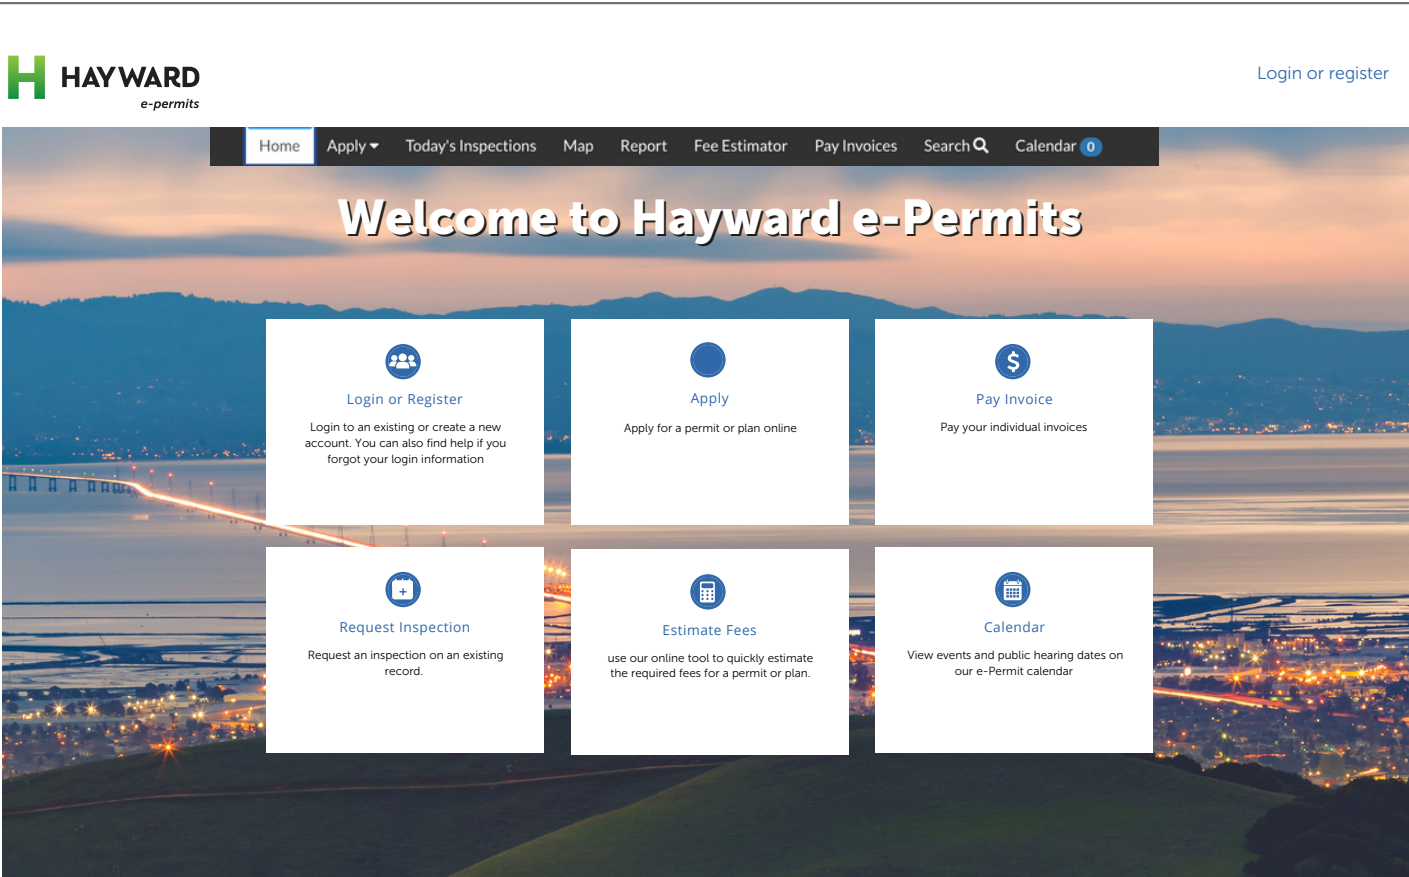 HAYWARD
e-permits
Login or register
Home Apply Today's Inspections Map Report Fee Estimator Pay Invoices Search Calendar 0
Welcome to Hayward e-Permits
Login or Register
Login to an existing or create a new
account. You can also find help if you
forgot your login information
Apply
Apply for a permit or plan online
Pay Invoice
Pay your individual invoices
Request Inspection
Request an inspection on an existing
record.
Estimate Fees
use our online tool to quickly estimate
the required fees for a permit or plan.
Calendar
View events and public hearing dates on
our e-Permit calendar